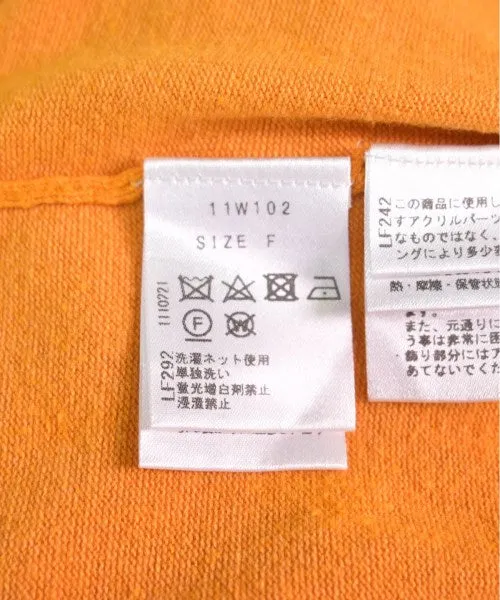 11W102
SIZE F
1110721
F
W
LF292
洗濯ネット使用
単独洗い
蛍光増白剤禁止
浸漬禁止
LF242
この商品に使用し
すアクリルパーツ
なものではなく、
ングにより多少
熱・摩擦・保管状
ます。
また、元通りに
う事は非常に困
・飾り部分にはア
あてないでくだ